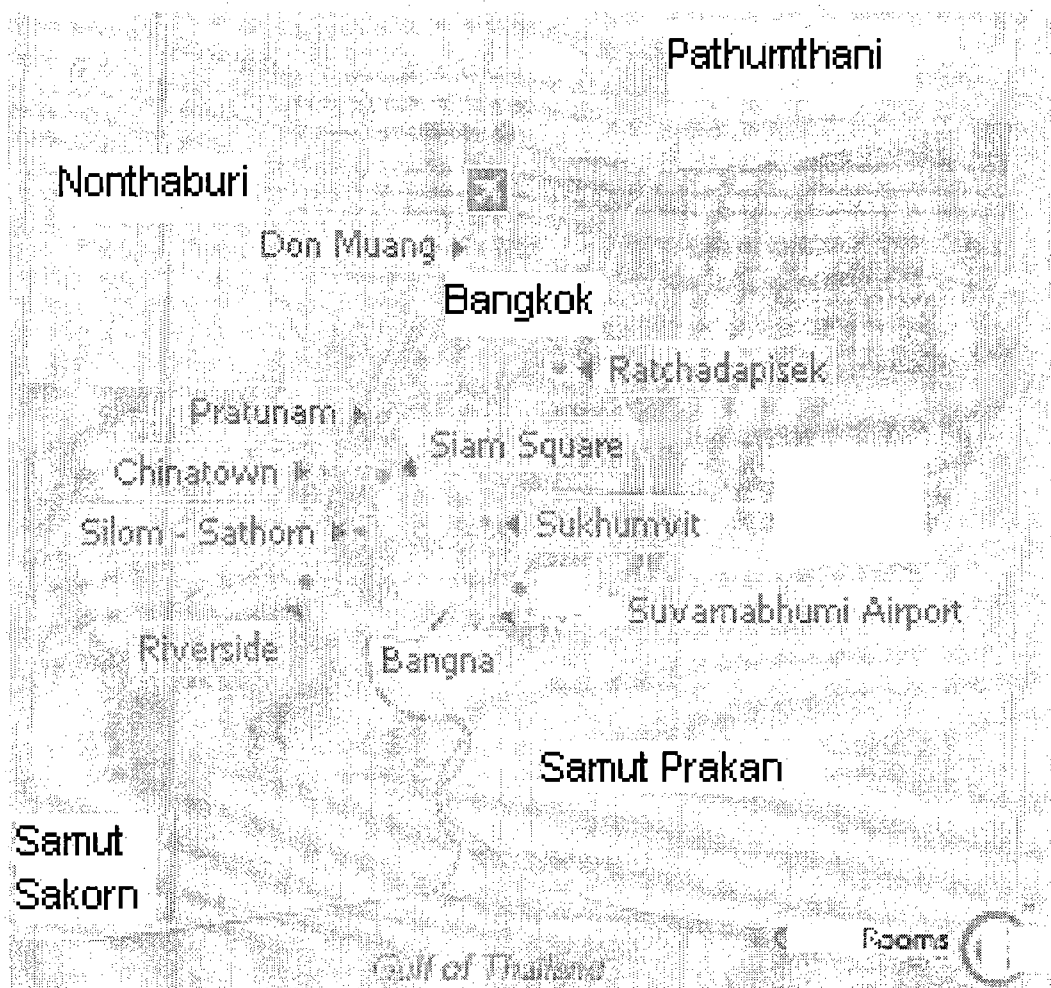 Pathumthani
Nonthaburi
Don Muang
Bangkok
Ratchadapisek
Pratunam
Siam Square
Chinatown
Sukhumvit
Silom - Sathorn
Suvarnabhumi Airport
Riverside
Bangna
Samut Prakan
Samut
Sakorn
Rooms
Gulf of Thailand